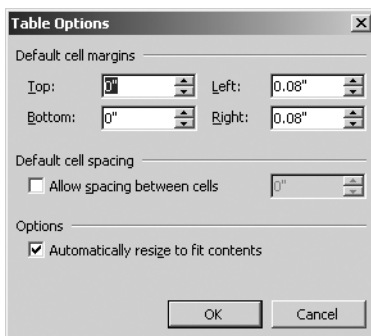 Table Options
Default cell margins
Top: 0" Left: 0.08"
Bottom: 0" Right: 0.08"
Default cell spacing
Allow spacing between cells 0"
Options
Automatically resize to fit contents
OK Cancel